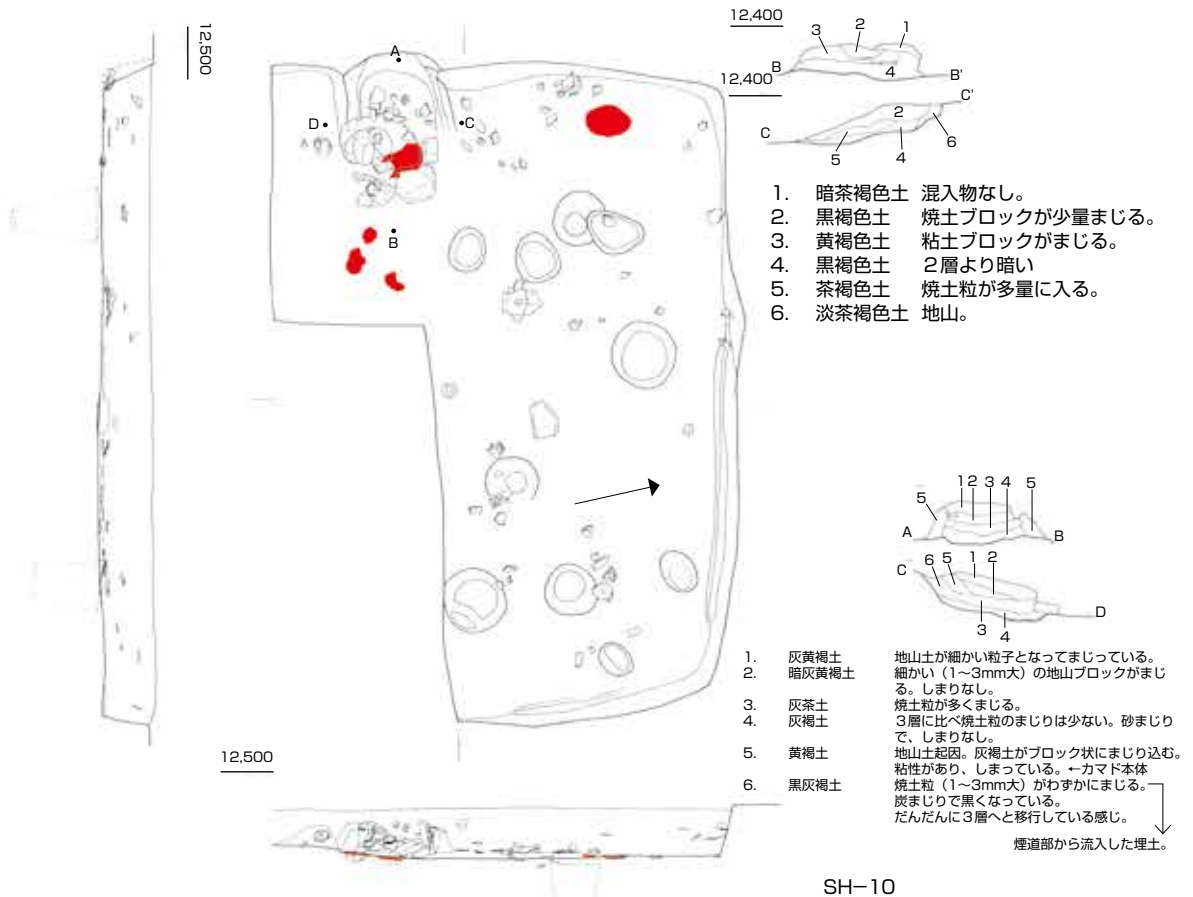 12,500
A
D
C
B
12,400
3 2 1
B 4 B'
12,400
C'
C 2
5 4 6
1. 暗茶褐色土 混入物なし。
2. 黒褐色土 焼土ブロックが少量まじる。
3. 黄褐色土 粘土ブロックがまじる。
4. 黒褐色土 2層より暗い
5. 茶褐色土 焼土粒が多量に入る。
6. 淡茶褐色土 地山。
5 12 3 4 5
A B
C 6 5 1 2
D
3 4
1. 灰黄褐土 地山土が細かい粒子となってまじっている。
2. 暗灰黄褐土 細かい（1～3mm大）の地山ブロックがまじ
る。しまりなし。
3. 灰茶土 焼土粒が多くまじる。
4. 灰褐土 3層に比べ焼土粒のまじりは少ない。砂まじり
で、しまりなし。
5. 黄褐土 地山土起因。灰褐土がブロック状にまじり込む。
粘性があり、しまっている。←カマド本体
6. 黒灰褐土 焼土粒（1～3mm大）がわずかにまじる。
炭まじりで黒くなっている。
だんだんに3層へと移行している感じ。
煙道部から流入した埋土。
12,500
SH-10